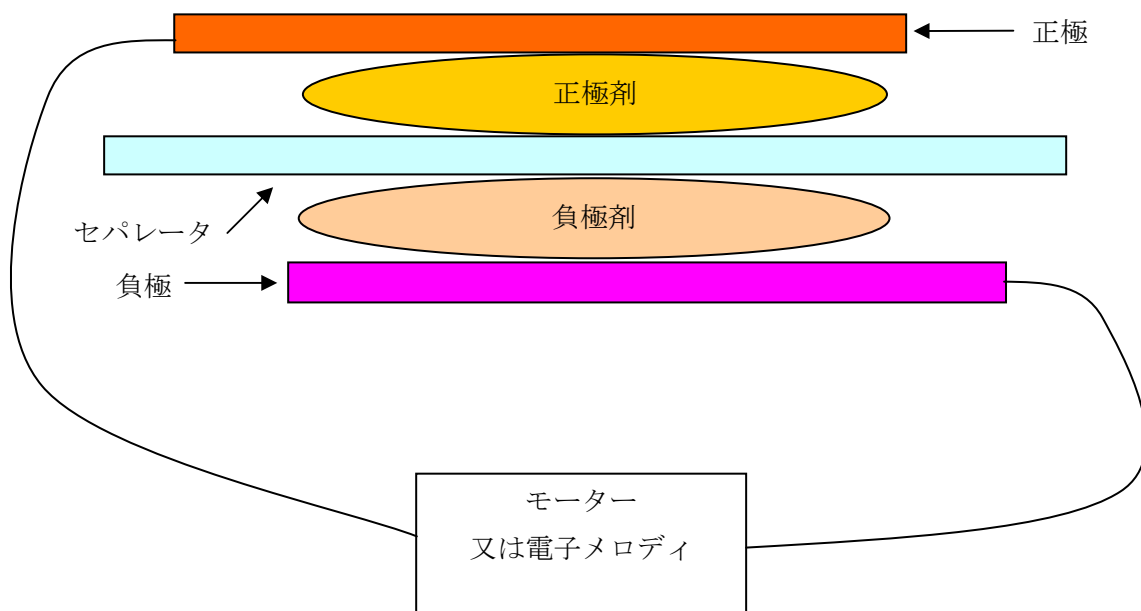 正極
正極剤
セパレータ
負極剤
負極
モーター
又は電子メロディ